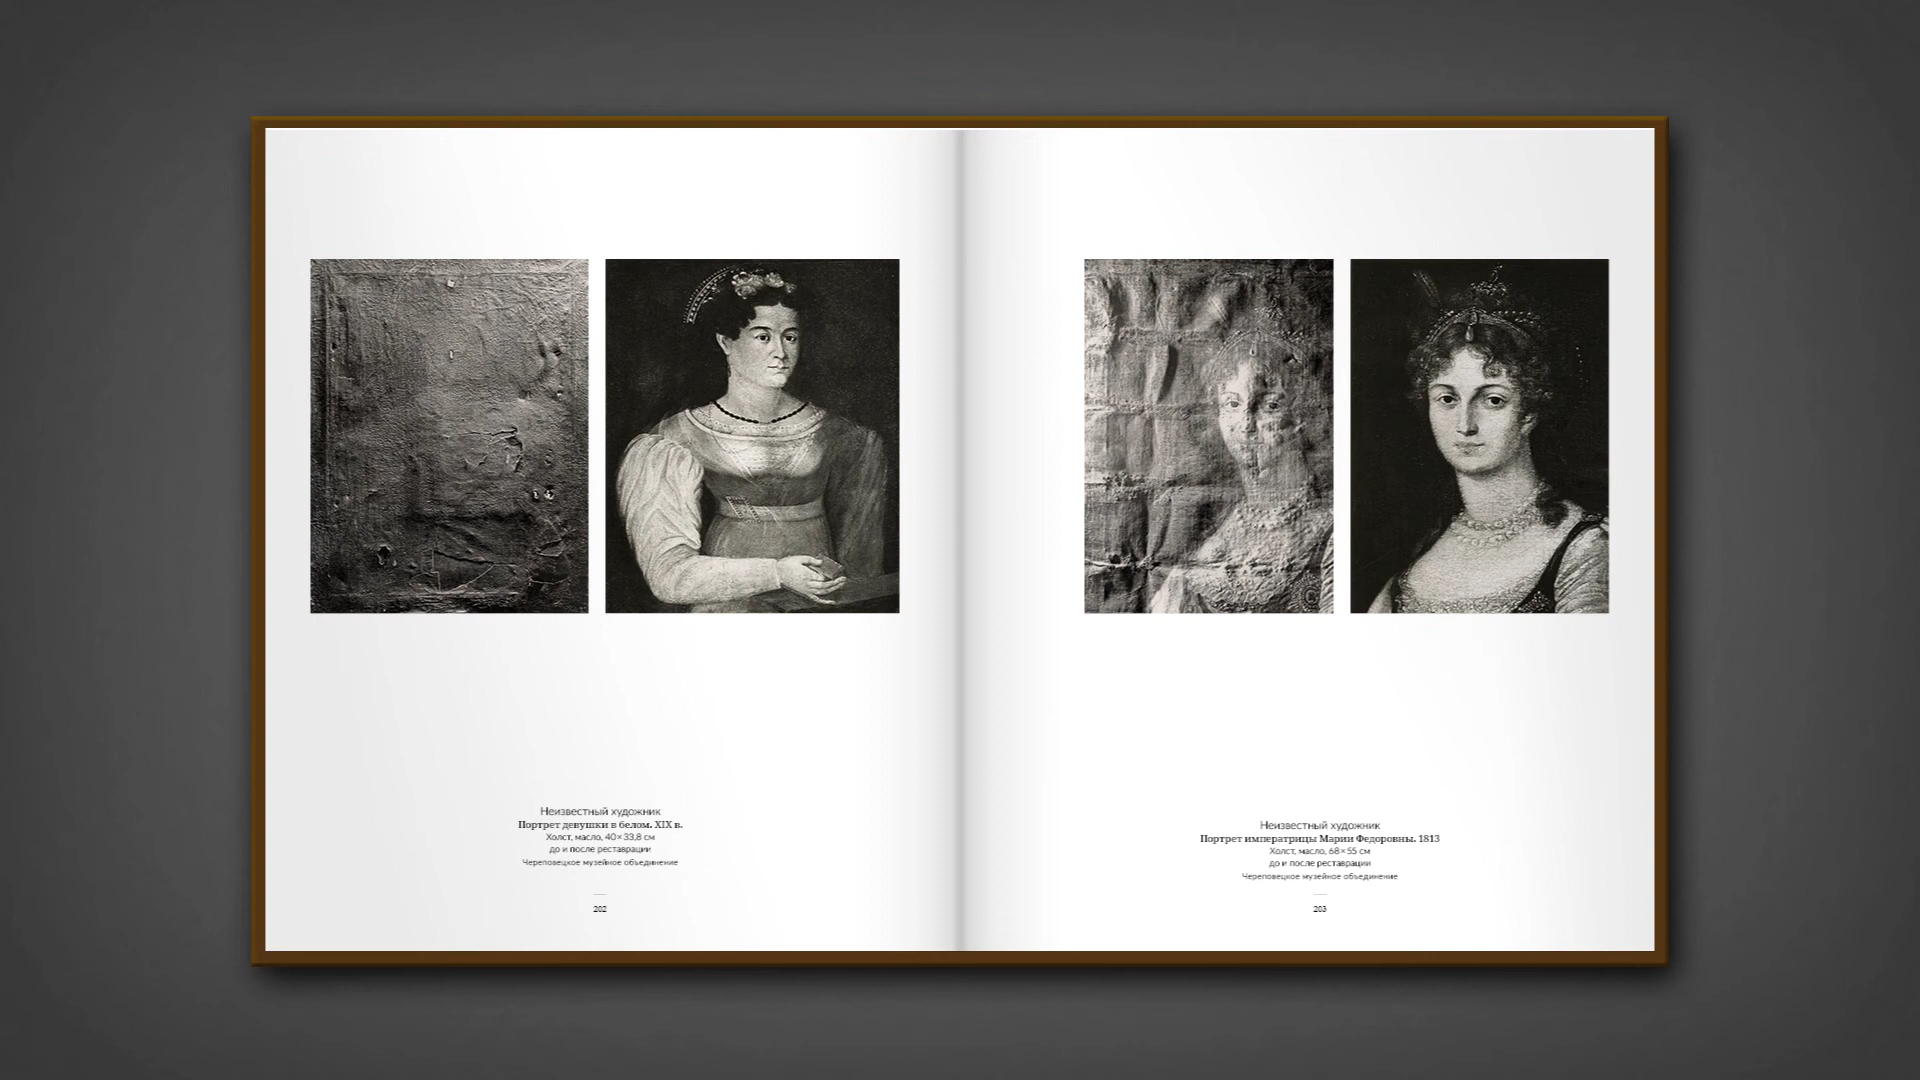 Неизвестный художник
Портрет девушки в белом. XIX в.
Холст, масло, 40×33,8 см
до и после реставрации
Череповецкое музейное объединение
202
Неизвестный художник
Портрет императрицы Марии Федоровны. 1813
Холст, масло, 68×55 см
до и после реставрации
Череповецкое музейное объединение
203